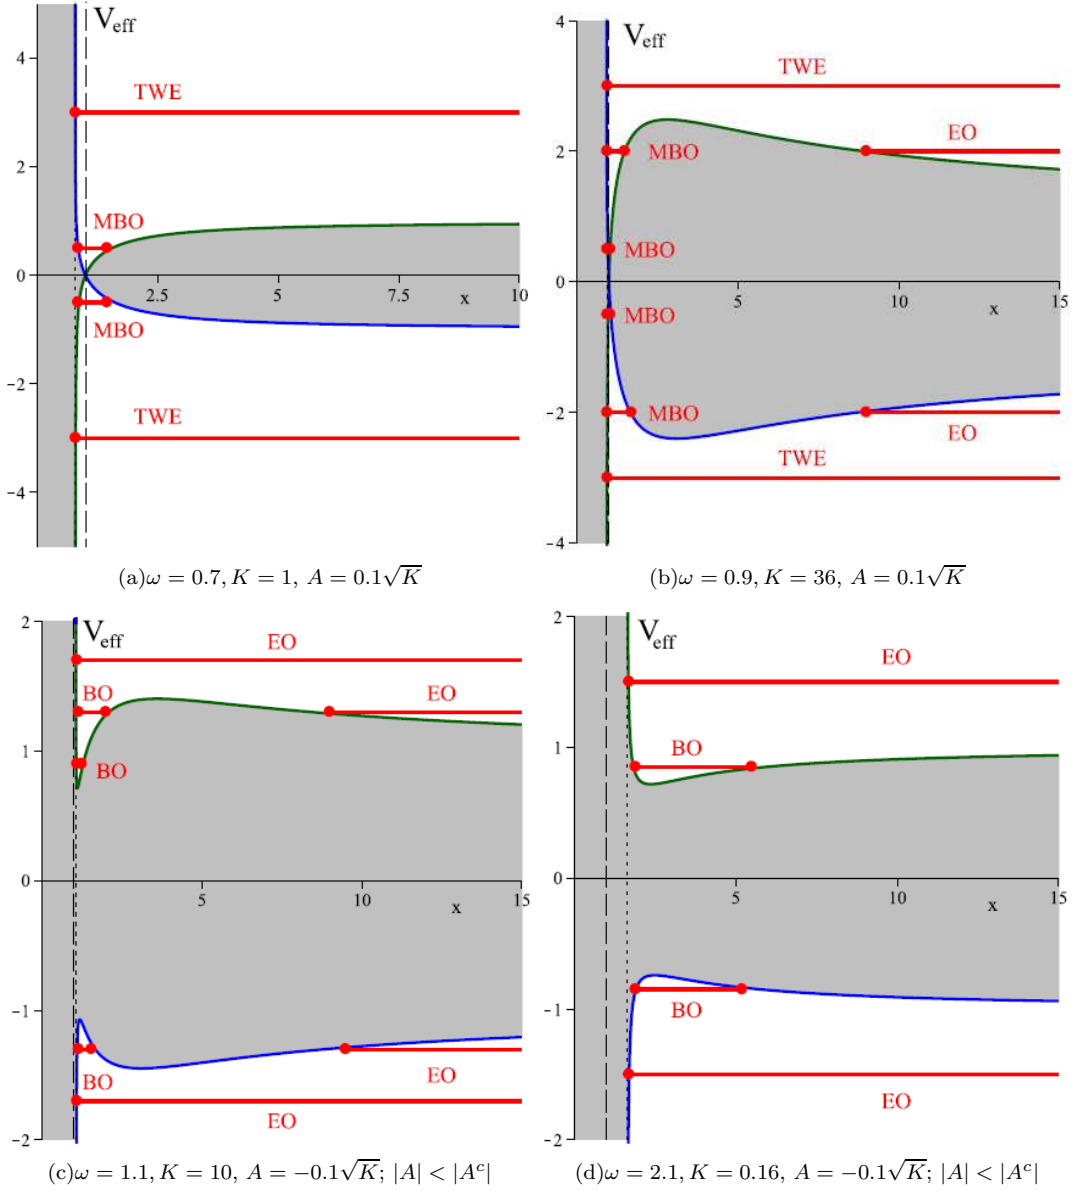 V_eff
4
TWE
2
MBO
0
2.5
5
7.5
x
10
MBO
−2
TWE
−4
(a)ω = 0.7, K = 1, A = 0.1√K
4
V_eff
TWE
EO
2
MBO
MBO
0
5
10
15
x
MBO
−2
MBO
EO
TWE
−4
(b)ω = 0.9, K = 36, A = 0.1√K
2
V_eff
EO
BO
EO
1
BO
0
5
10
15
x
−1
BO
EO
EO
−2
(c)ω = 1.1, K = 10, A = −0.1√K; |A| < |A^c|
2
V_eff
EO
BO
1
0
5
10
15
x
−1
BO
EO
−2
(d)ω = 2.1, K = 0.16, A = −0.1√K; |A| < |A^c|